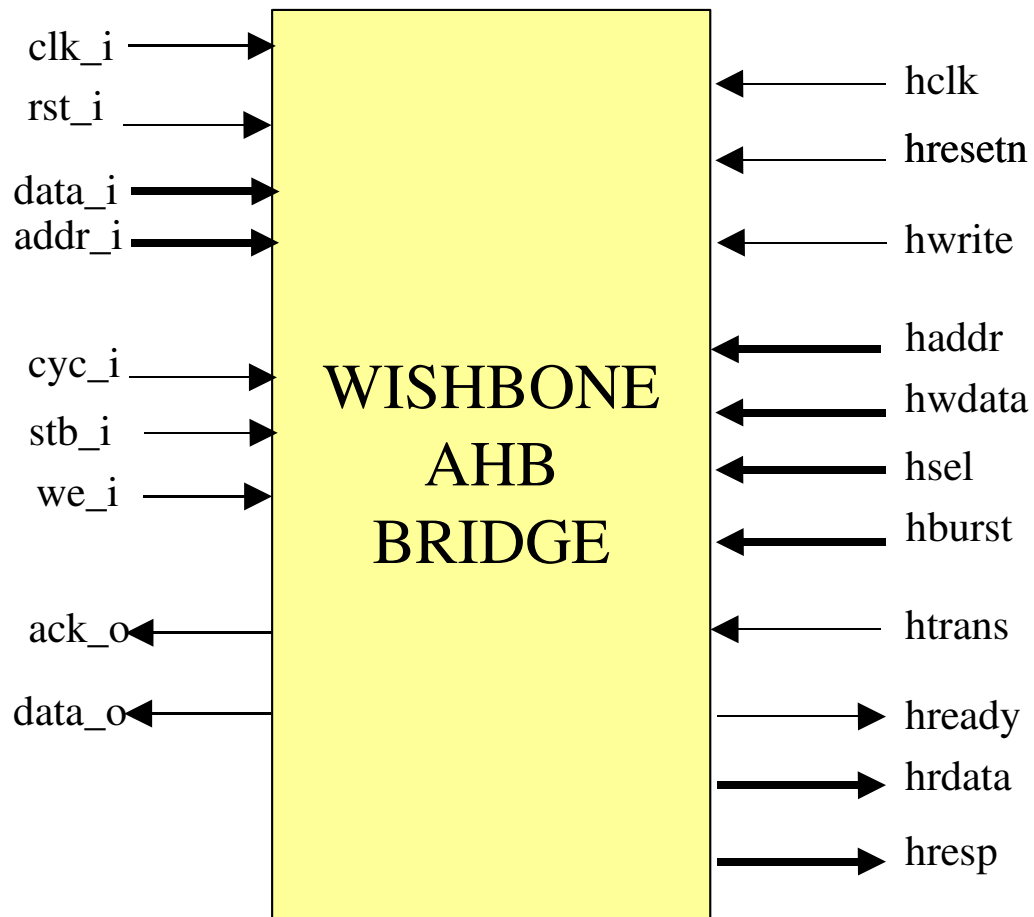 clk_i
rst_i
data_i
addr_i
cyc_i
stb_i
we_i
ack_o
data_o
WISHBONE
AHB
BRIDGE
hclk
hresetn
hwrite
haddr
hwdata
hsel
hburst
htrans
hready
hrdata
hresp